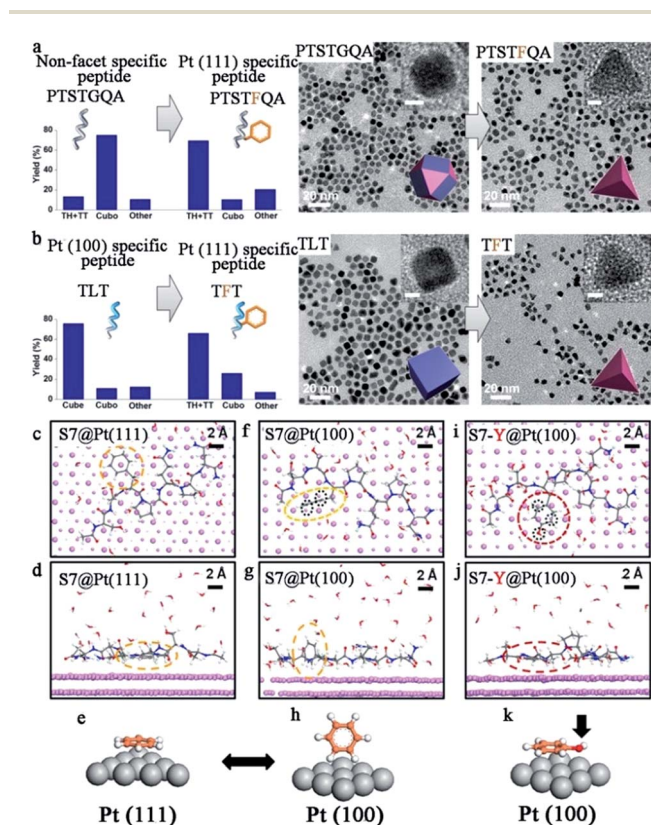 a
Non-facet specific
peptide
PTSTGQA
Pt (111) specific
peptide
PTSTFQA
Yield (%)
80
60
40
20
0
TH+TT Cubo Other
TH+TT Cubo Other
PTSTGQA
20 nm
PTSTFQA
20 nm
b
Pt (100) specific
peptide
TLT
Pt (111) specific
peptide
TFT
Yield (%)
80
60
40
20
0
Cube Cubo Other
TH+TT Cubo Other
TLT
20 nm
TFT
20 nm
c S7@Pt(111) 2 Å
f S7@Pt(100) 2 Å
i S7-Y@Pt(100) 2 Å
d S7@Pt(111) 2 Å
g S7@Pt(100) 2 Å
j S7-Y@Pt(100) 2 Å
e
Pt (111)
h
Pt (100)
k
Pt (100)